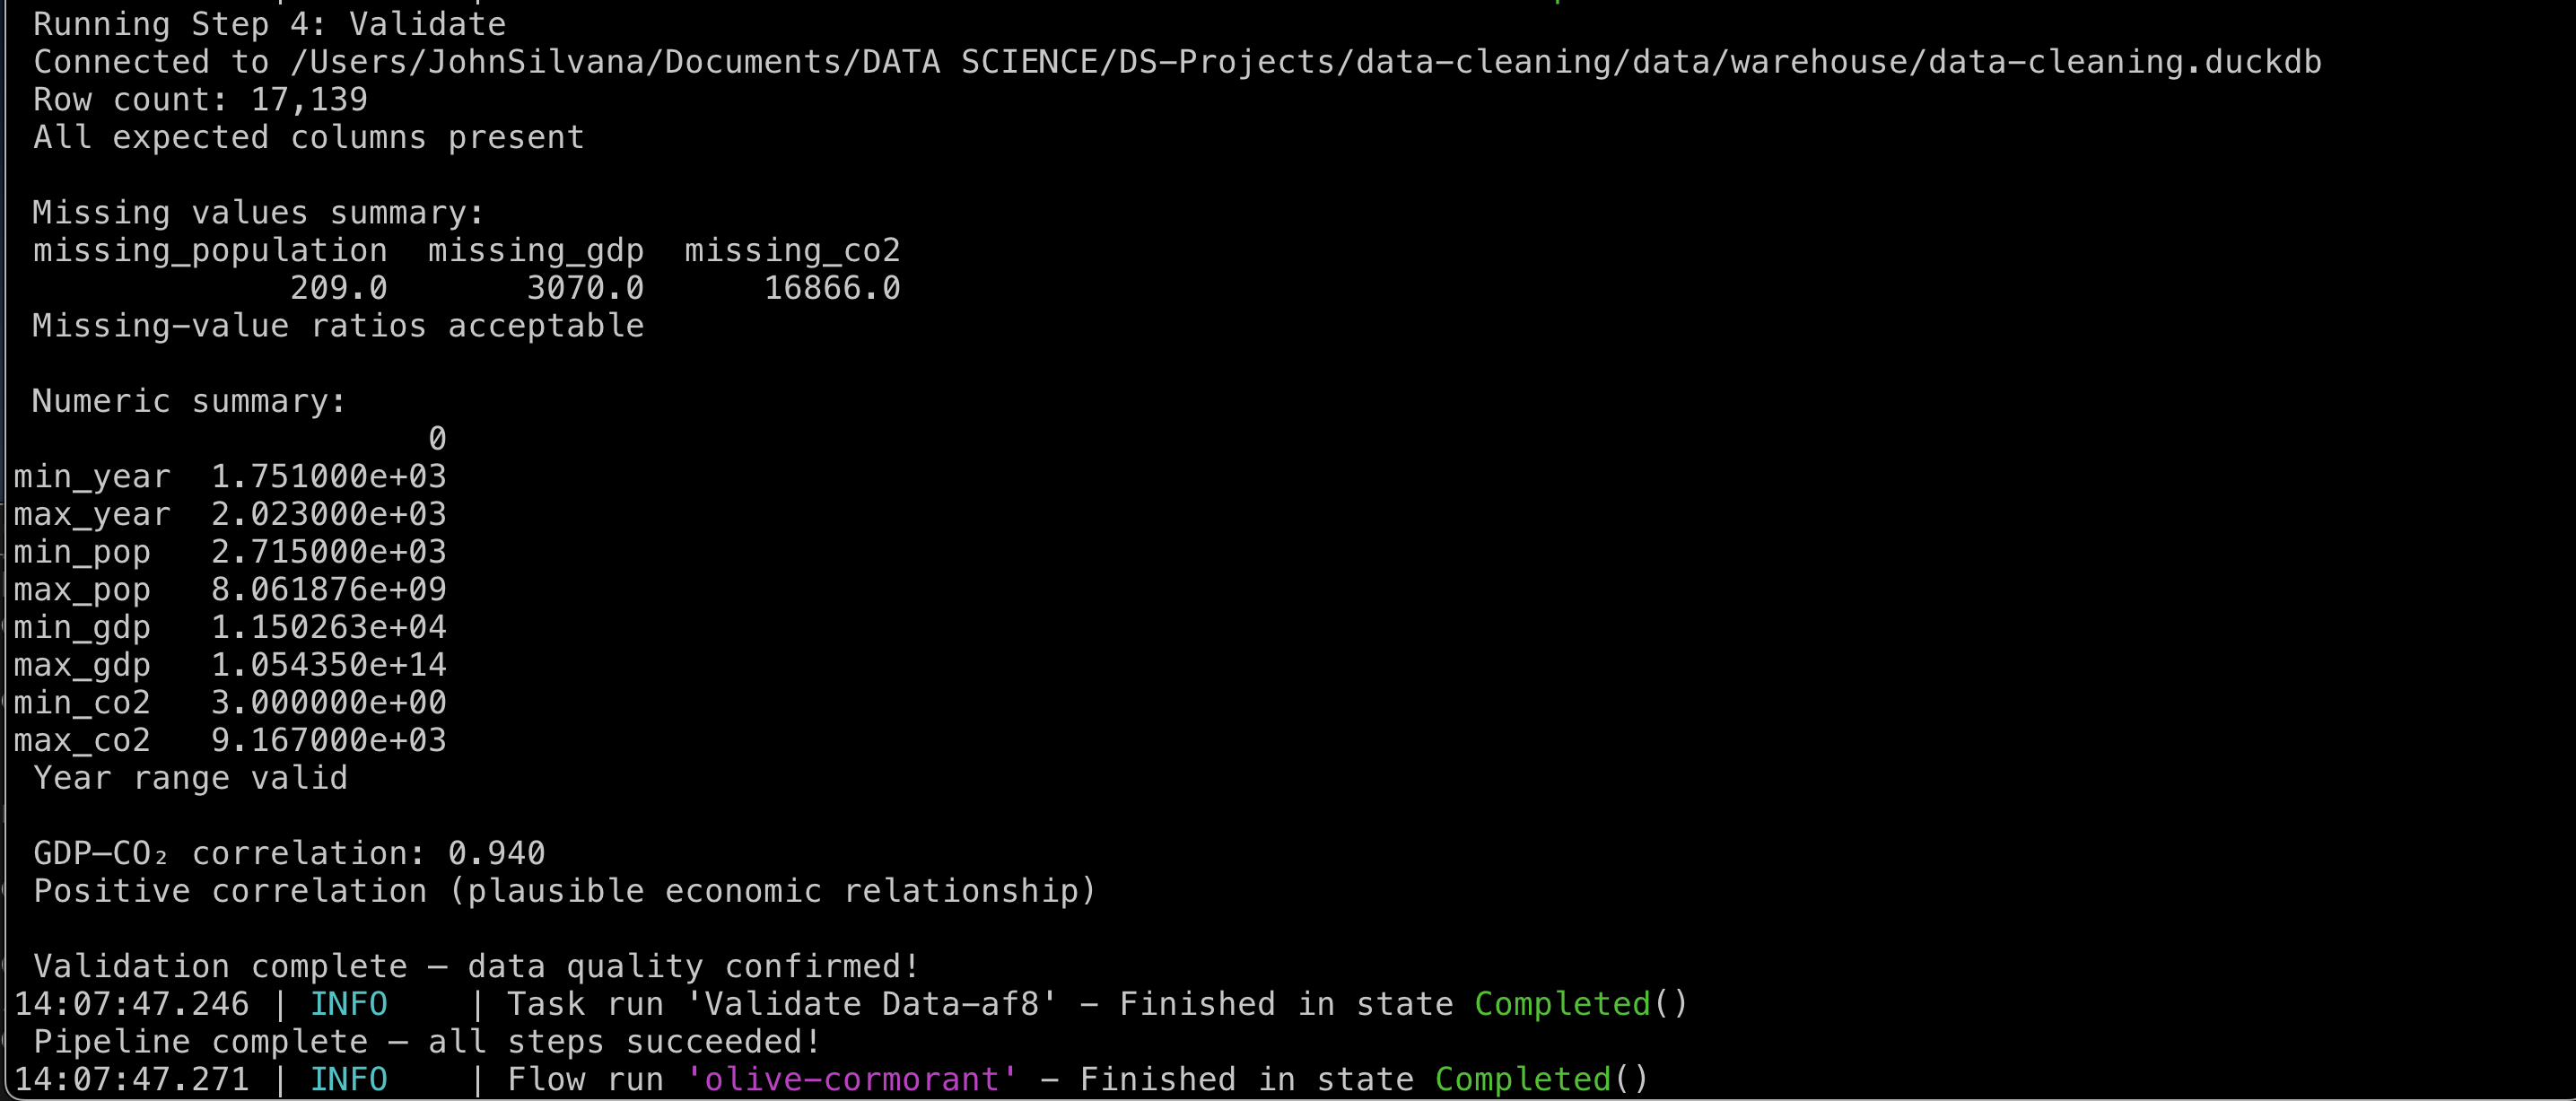 Running Step 4: Validate
Connected to /Users/JohnSilvana/Documents/DATA SCIENCE/DS-Projects/data-cleaning/data/warehouse/data-cleaning.duckdb
Row count: 17,139
All expected columns present
Missing values summary:
missing_population missing_gdp missing_co2
209.0 3070.0 16866.0
Missing-value ratios acceptable
Numeric summary:
0
min_year 1.751000e+03
max_year 2.023000e+03
min_pop 2.715000e+03
max_pop 8.061876e+09
min_gdp 1.150263e+04
max_gdp 1.054350e+14
min_co2 3.000000e+00
max_co2 9.167000e+03
Year range valid
GDP–CO₂ correlation: 0.940
Positive correlation (plausible economic relationship)
Validation complete — data quality confirmed!
14:07:47.246 | INFO | Task run 'Validate Data-af8' - Finished in state Completed()
Pipeline complete — all steps succeeded!
14:07:47.271 | INFO | Flow run 'olive-cormorant' - Finished in state Completed()